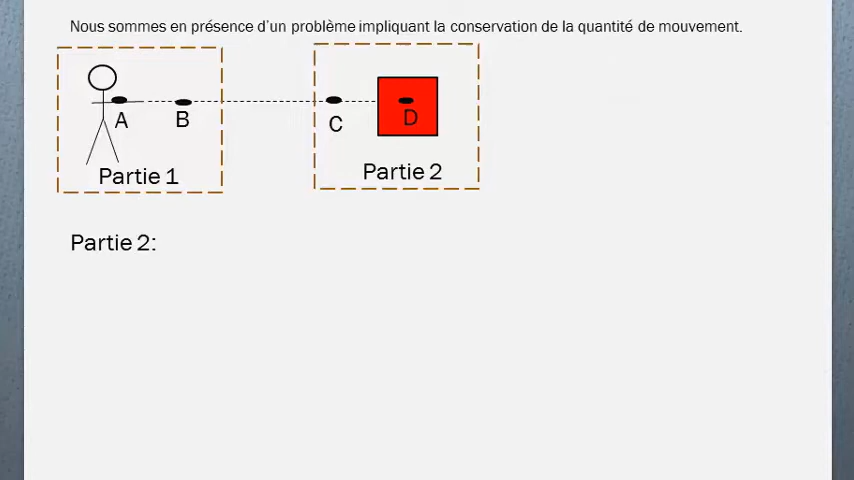 Nous sommes en présence d'un problème impliquant la conservation de la quantité de mouvement.
A B C D
Partie 1 Partie 2
Partie 2: